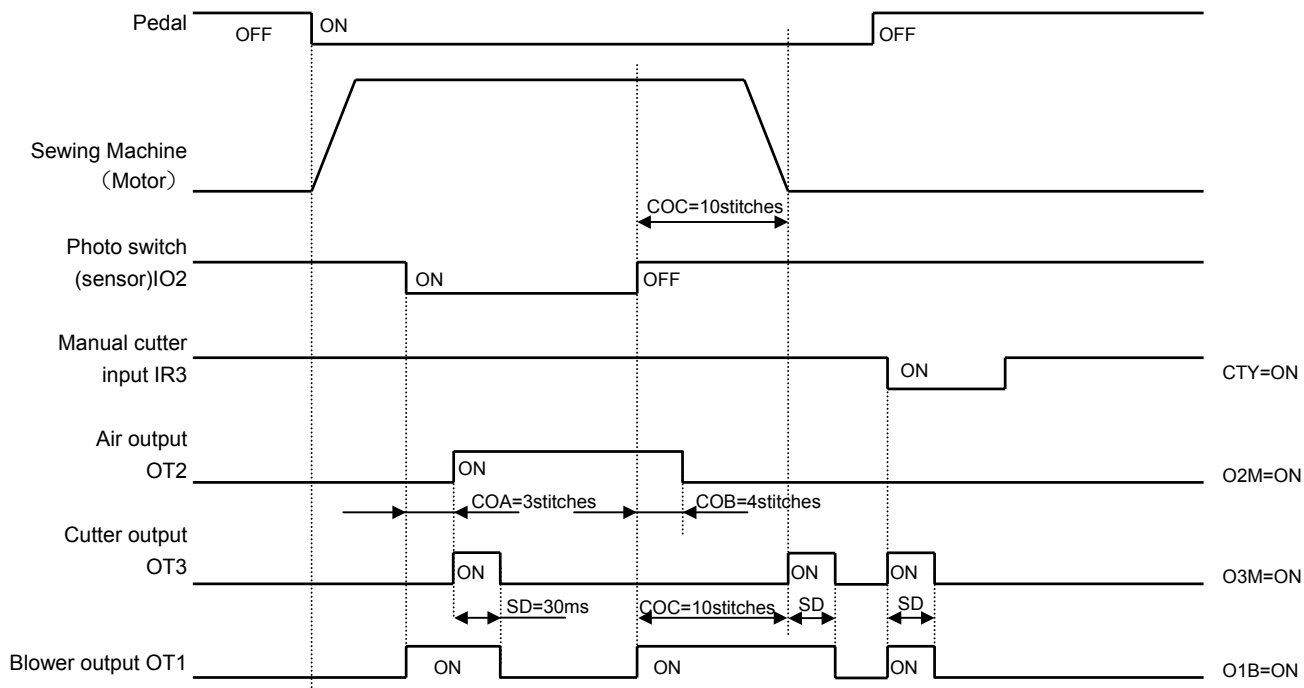 Pedal
OFF
ON
OFF
Sewing Machine
（Motor）
COC=10stitches
Photo switch
(sensor)IO2
ON
OFF
Manual cutter
input IR3
ON
CTY=ON
Air output
OT2
ON
O2M=ON
COA=3stitches
COB=4stitches
Cutter output
OT3
ON
ON
ON
O3M=ON
SD=30ms
COC=10stitches
SD
SD
Blower output OT1
ON
ON
ON
O1B=ON